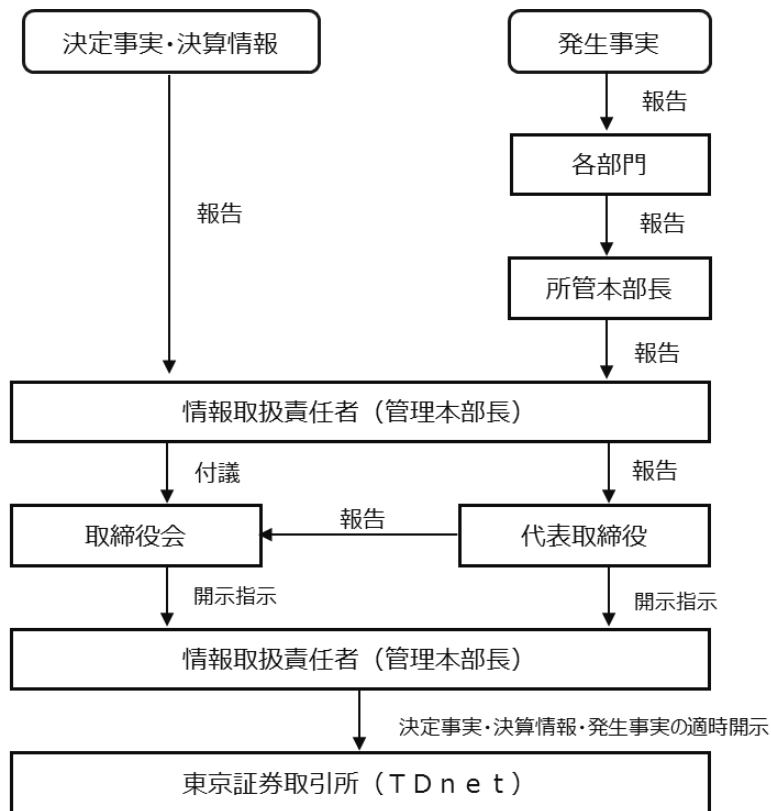 決定事実・決算情報
発生事実
報告
各部門
報告
報告
所管本部長
報告
情報取扱責任者（管理本部長）
付議
報告
取締役会
報告
代表取締役
開示指示
開示指示
情報取扱責任者（管理本部長）
決定事実・決算情報・発生事実の適時開示
東京証券取引所（ＴＤｎｅｔ）